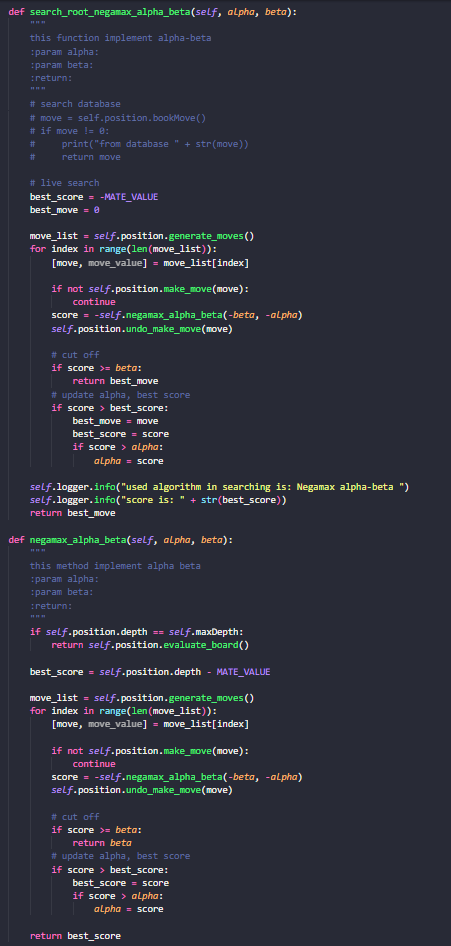 def search_root_negamax_alpha_beta(self, alpha, beta):
"""
this function implement alpha-beta
:param alpha:
:param beta:
:return:
"""
# search database
# move = self.position.bookMove()
# if move != 0:
#     print("from database " + str(move))
#     return move
# live search
best_score = -MATE_VALUE
best_move = 0
move_list = self.position.generate_moves()
for index in range(len(move_list)):
[move, move_value] = move_list[index]
if not self.position.make_move(move):
continue
score = -self.negamax_alpha_beta(-beta, -alpha)
self.position.undo_make_move(move)
# cut off
if score >= beta:
return best_move
# update alpha, best score
if score > best_score:
best_move = move
best_score = score
if score > alpha:
alpha = score
self.logger.info("used algorithm in searching is: Negamax alpha-beta ")
self.logger.info("score is: " + str(best_score))
return best_move
def negamax_alpha_beta(self, alpha, beta):
"""
this method implement alpha beta
:param alpha:
:param beta:
:return:
"""
if self.position.depth == self.maxDepth:
return self.position.evaluate_board()
best_score = self.position.depth - MATE_VALUE
move_list = self.position.generate_moves()
for index in range(len(move_list)):
[move, move_value] = move_list[index]
if not self.position.make_move(move):
continue
score = -self.negamax_alpha_beta(-beta, -alpha)
self.position.undo_make_move(move)
# cut off
if score >= beta:
return beta
# update alpha, best score
if score > best_score:
best_score = score
if score > alpha:
alpha = score
return best_score